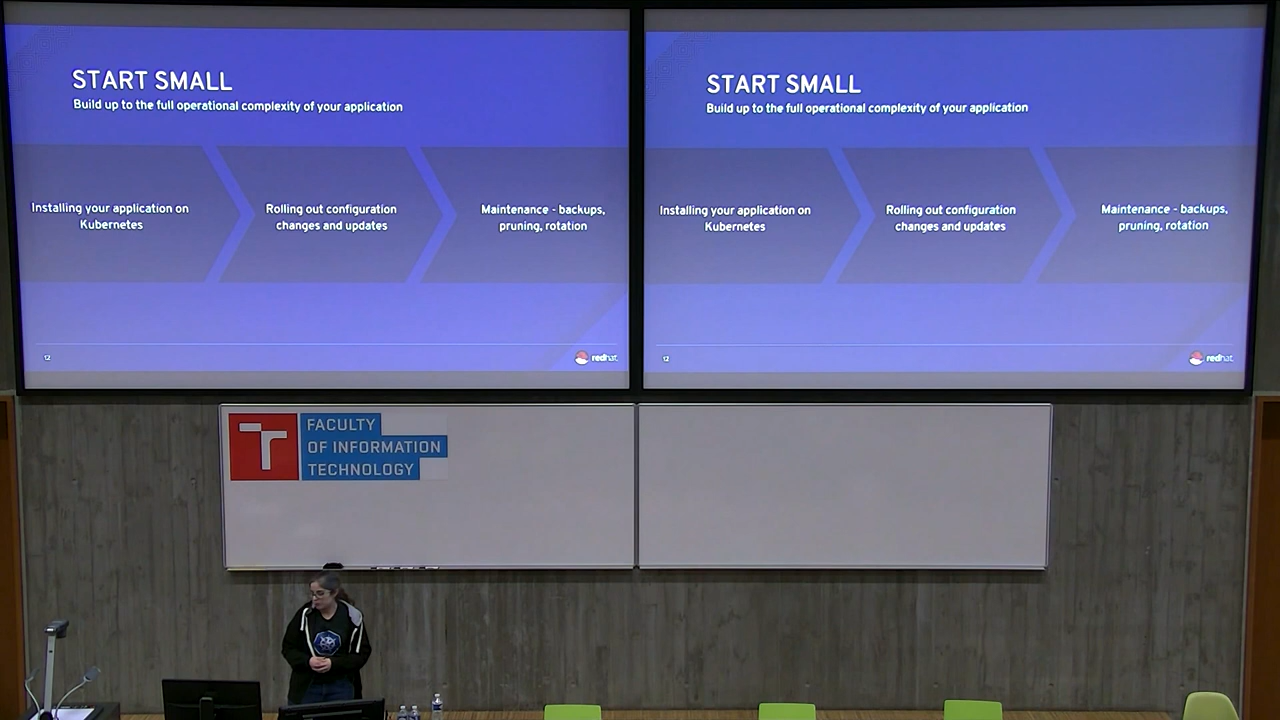 START SMALL
Build up to the full operational complexity of your application
Installing your application on
Kubernetes
Rolling out configuration
changes and updates
Maintenance - backups,
pruning, rotation
12
redhat.
START SMALL
Build up to the full operational complexity of your application
Installing your application on
Kubernetes
Rolling out configuration
changes and updates
Maintenance - backups,
pruning, rotation
12
redhat.
FACULTY
OF INFORMATION
TECHNOLOGY